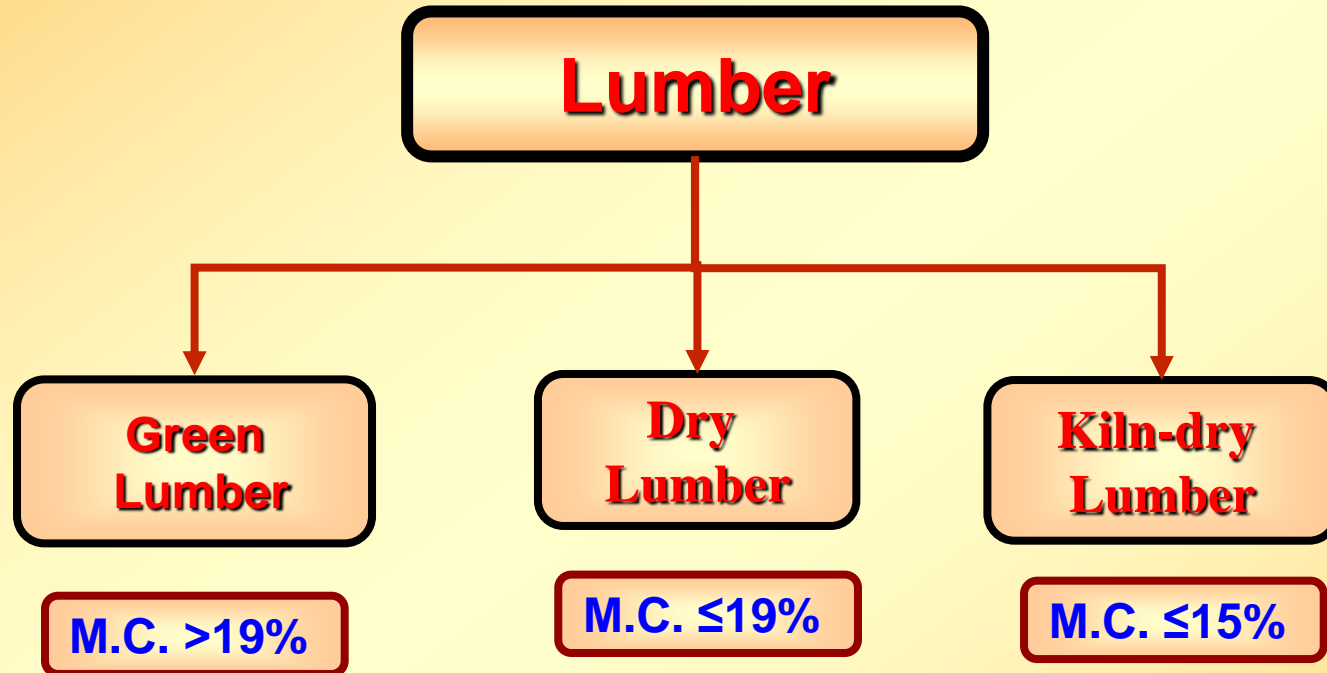 Lumber
Green
Lumber
Dry
Lumber
Kiln-dry
Lumber
M.C. >19%
M.C. ≤19%
M.C. ≤15%